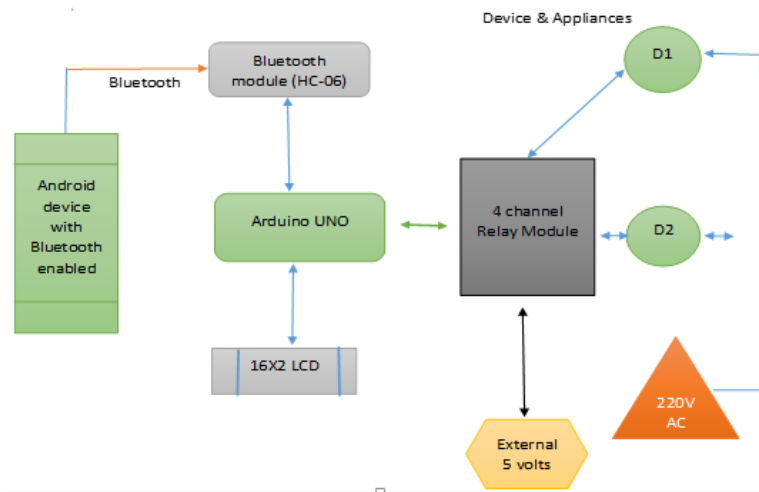 Device & Appliances
Bluetooth
module (HC-06)
D1
Bluetooth
Android
device
with
Bluetooth
enabled
Arduino UNO
4 channel
Relay Module
D2
16X2 LCD
220V
AC
External
5 volts